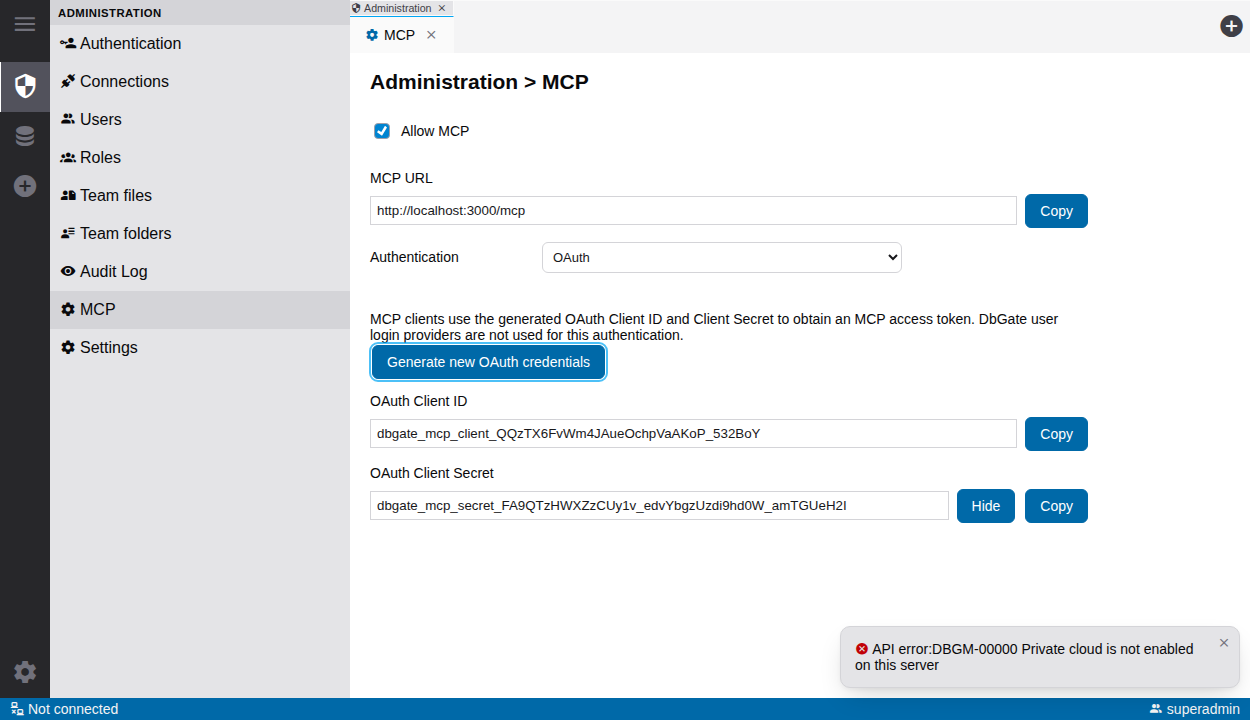 ADMINISTRATION
Authentication
Connections
Users
Roles
Team files
Team folders
Audit Log
MCP
Settings
Administration
MCP
Administration > MCP
Allow MCP
MCP URL
http://localhost:3000/mcp
Copy
Authentication
OAuth
MCP clients use the generated OAuth Client ID and Client Secret to obtain an MCP access token. DbGate user
login providers are not used for this authentication.
Generate new OAuth credentials
OAuth Client ID
dbgate_mcp_client_QQzTX6FvWm4JAueOchpVaAKoP_532BoY
Copy
OAuth Client Secret
dbgate_mcp_secret_FA9QTzHWXZzCUy1v_edvYbgzUzdi9hd0W_amTGUeH2I
Hide
Copy
API error:DBGM-00000 Private cloud is not enabled
on this server
Not connected
superadmin